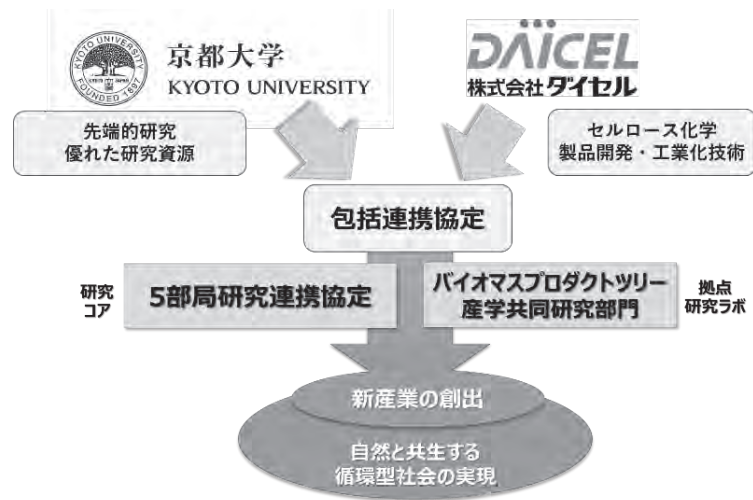 KYOTO UNIVERSITY
FOUNDED 1897
京都大学
KYOTO UNIVERSITY
DAICEL
株式会社ダイセル
先端的研究
優れた研究資源
セルロース化学
製品開発・工業化技術
包括連携協定
研究
コア
5部局研究連携協定
バイオマスプロダクトツリー
産学共同研究部門
拠点
研究ラボ
新産業の創出
自然と共生する
循環型社会の実現